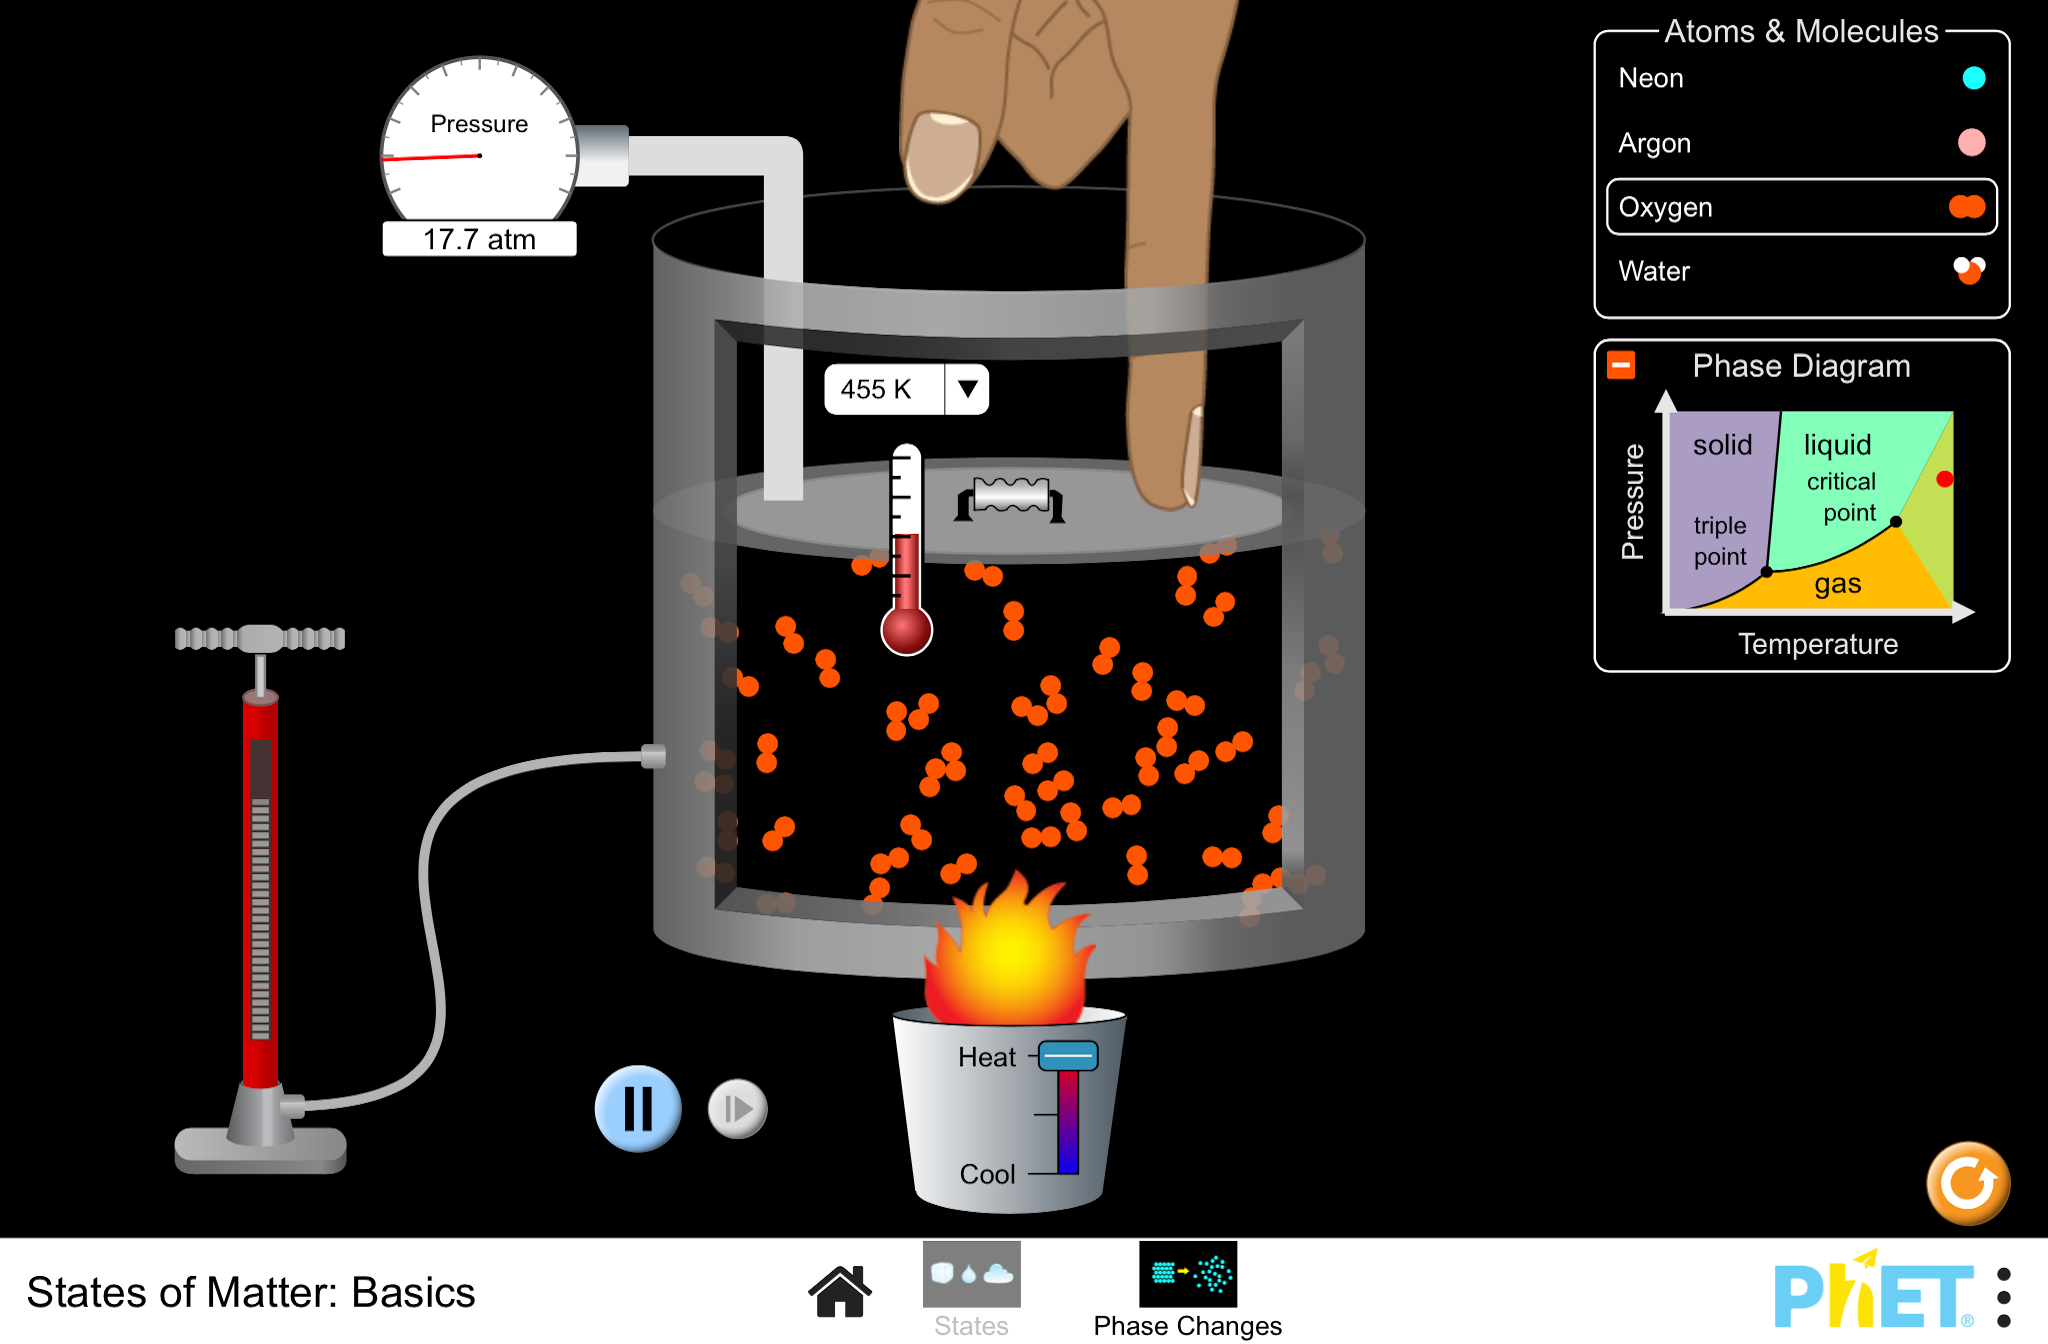 Pressure
17.7 atm
455 K
Atoms & Molecules
Neon
Argon
Oxygen
Water
Phase Diagram
Pressure
solid
liquid
critical
point
triple
point
gas
Temperature
Heat
Cool
States of Matter: Basics
States
Phase Changes
PhET®